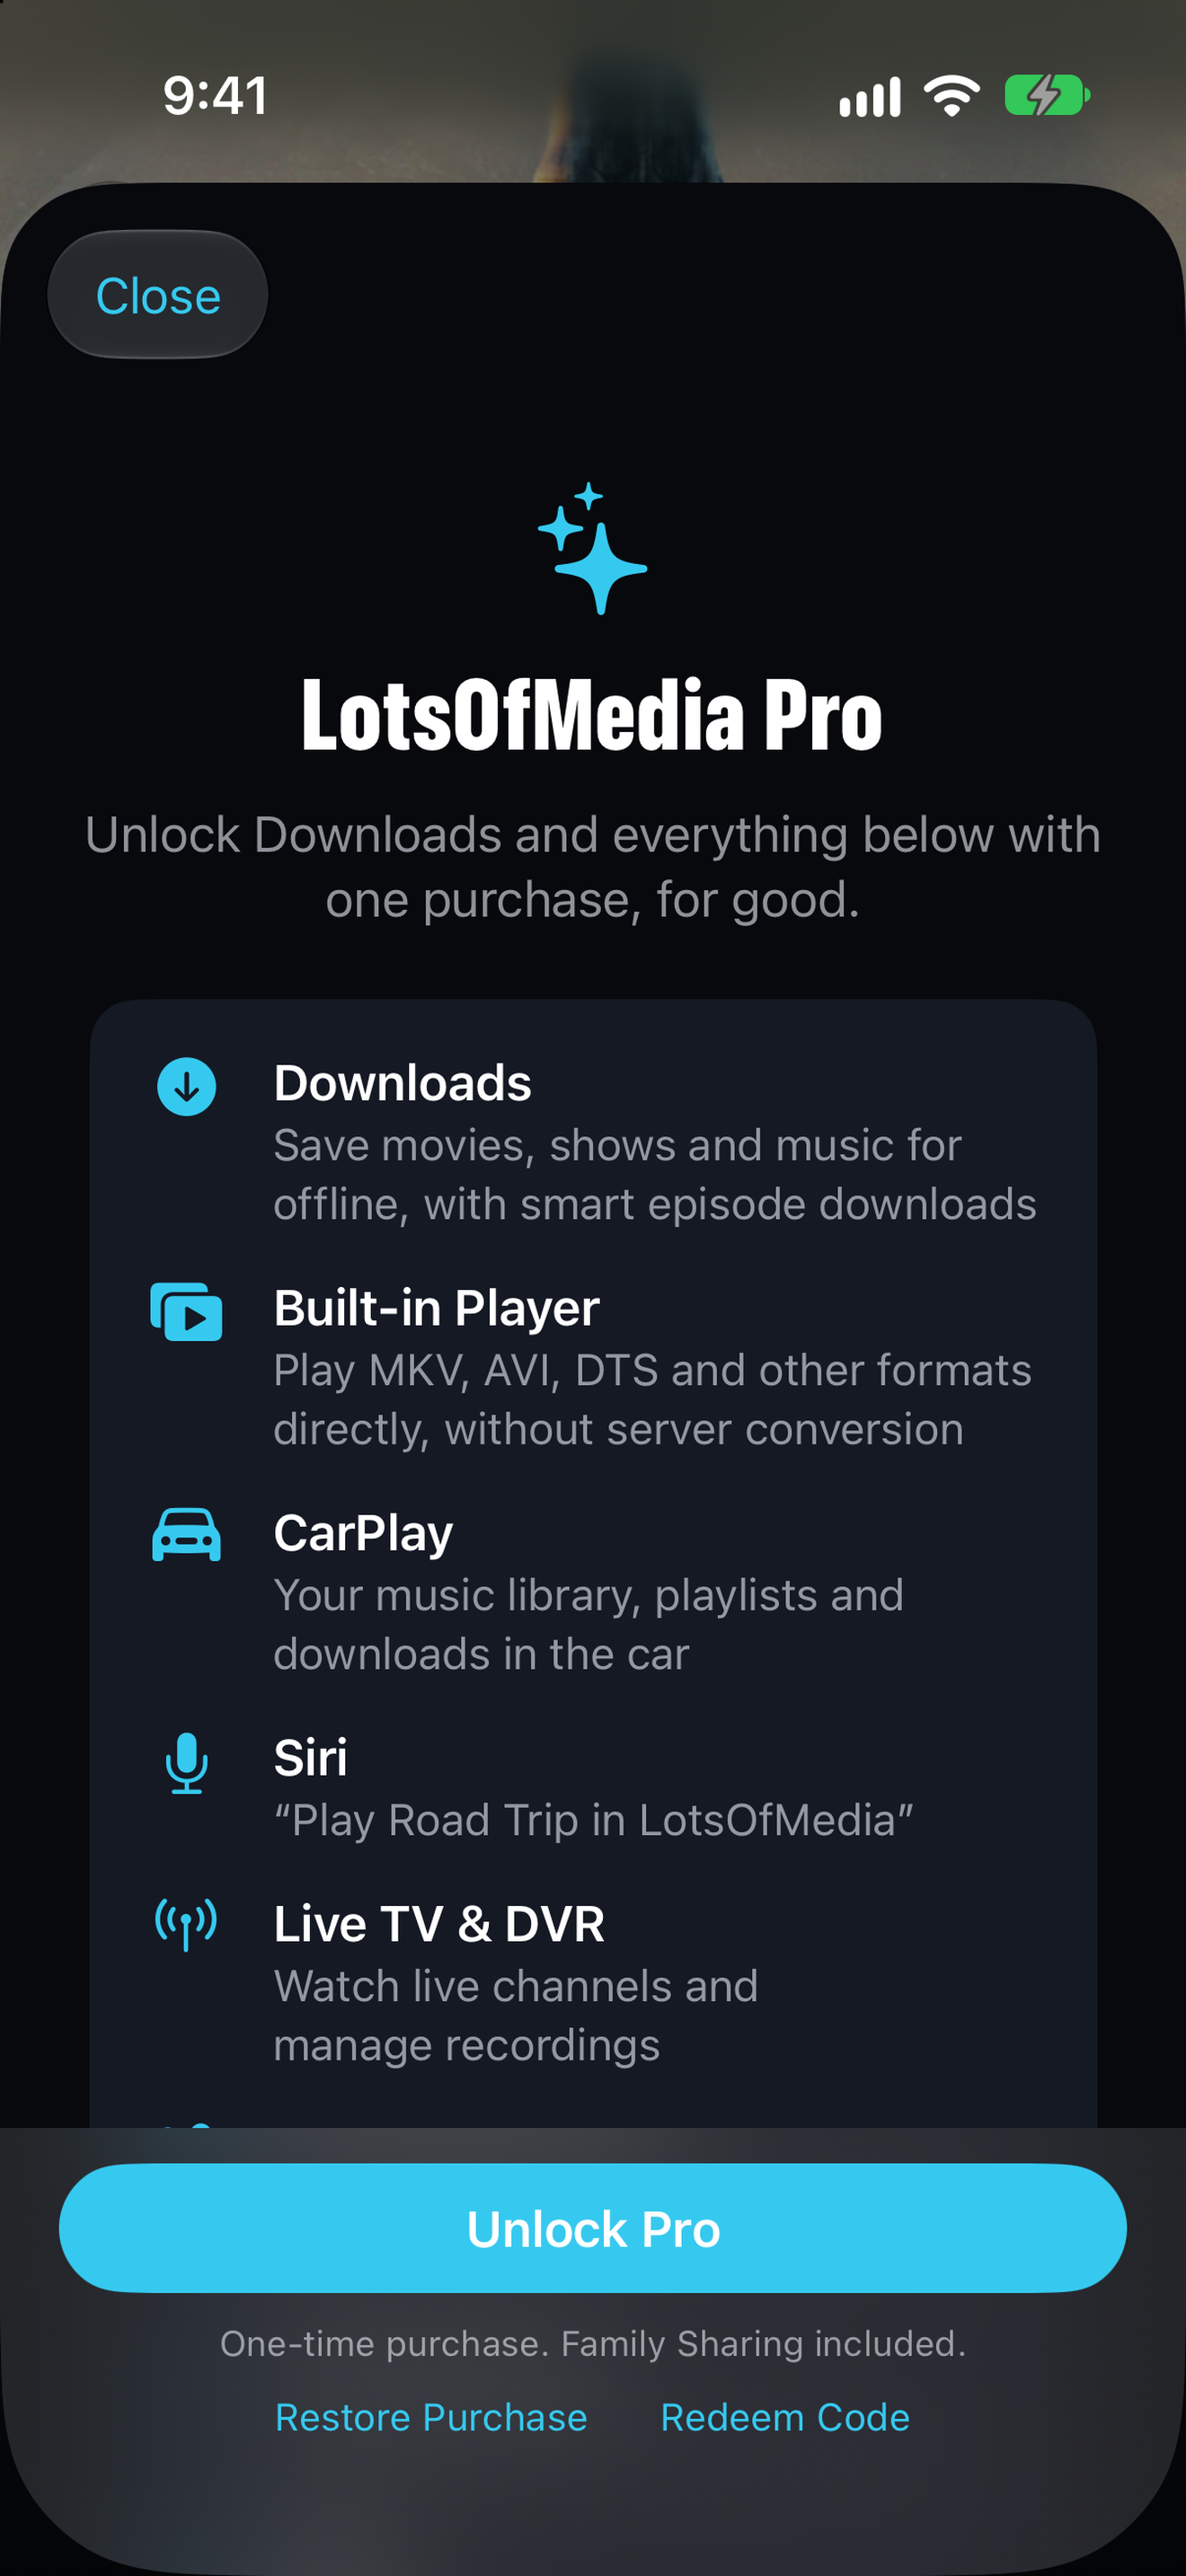 9:41
Close
LotsOfMedia Pro
Unlock Downloads and everything below with
one purchase, for good.
Downloads
Save movies, shows and music for
offline, with smart episode downloads
Built-in Player
Play MKV, AVI, DTS and other formats
directly, without server conversion
CarPlay
Your music library, playlists and
downloads in the car
Siri
“Play Road Trip in LotsOfMedia”
Live TV & DVR
Watch live channels and
manage recordings
Unlock Pro
One-time purchase. Family Sharing included.
Restore Purchase Redeem Code